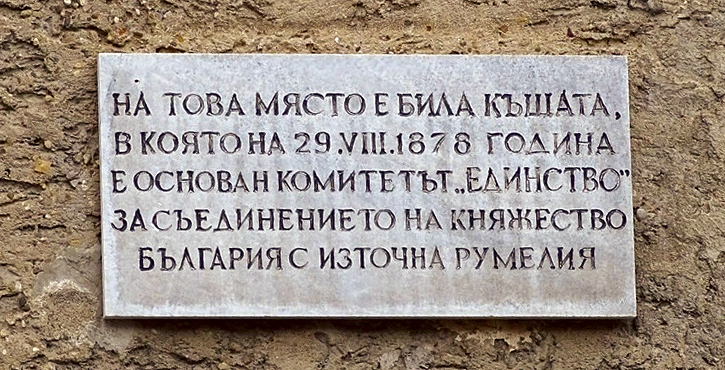 НА ТОВА МЯСТО Е БИЛА КЪЩАТА,
В КОЯТО НА 29.VIII.1878 ГОДИНА
Е ОСНОВАН КОМИТЕТЪТ „ЕДИНСТВО”
ЗА СЪЕДИНЕНИЕТО НА КНЯЖЕСТВО
БЪЛГАРИЯ С ИЗТОЧНА РУМЕЛИЯ